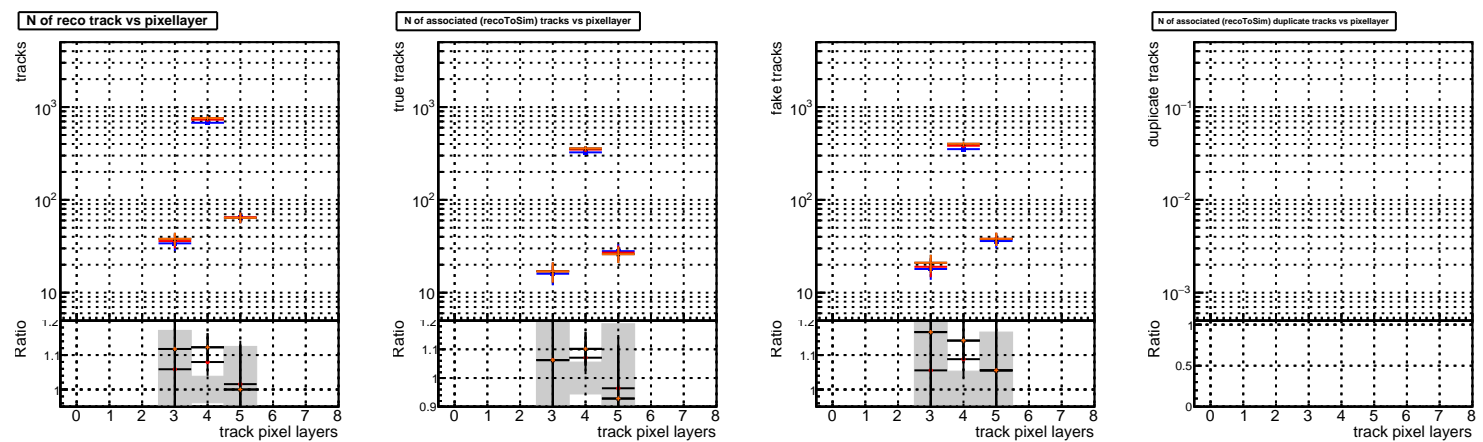 N of reco track vs pixellayer
tracks
10³
10²
10
Ratio
1.2
1.1
1
0 1 2 3 4 5 6 7 8
track pixel layers
N of associated (recoToSim) tracks vs pixellayer
true tracks
10³
10²
10
Ratio
1.2
1.1
1
0.9
0 1 2 3 4 5 6 7 8
track pixel layers
fake tracks
10³
10²
10
Ratio
1.2
1.1
1
0 1 2 3 4 5 6 7 8
track pixel layers
N of associated (recoToSim) duplicate tracks vs pixellayer
duplicate tracks
10⁻¹
10⁻²
10⁻³
Ratio
1
0.5
0
0 1 2 3 4 5 6 7 8
track pixel layers